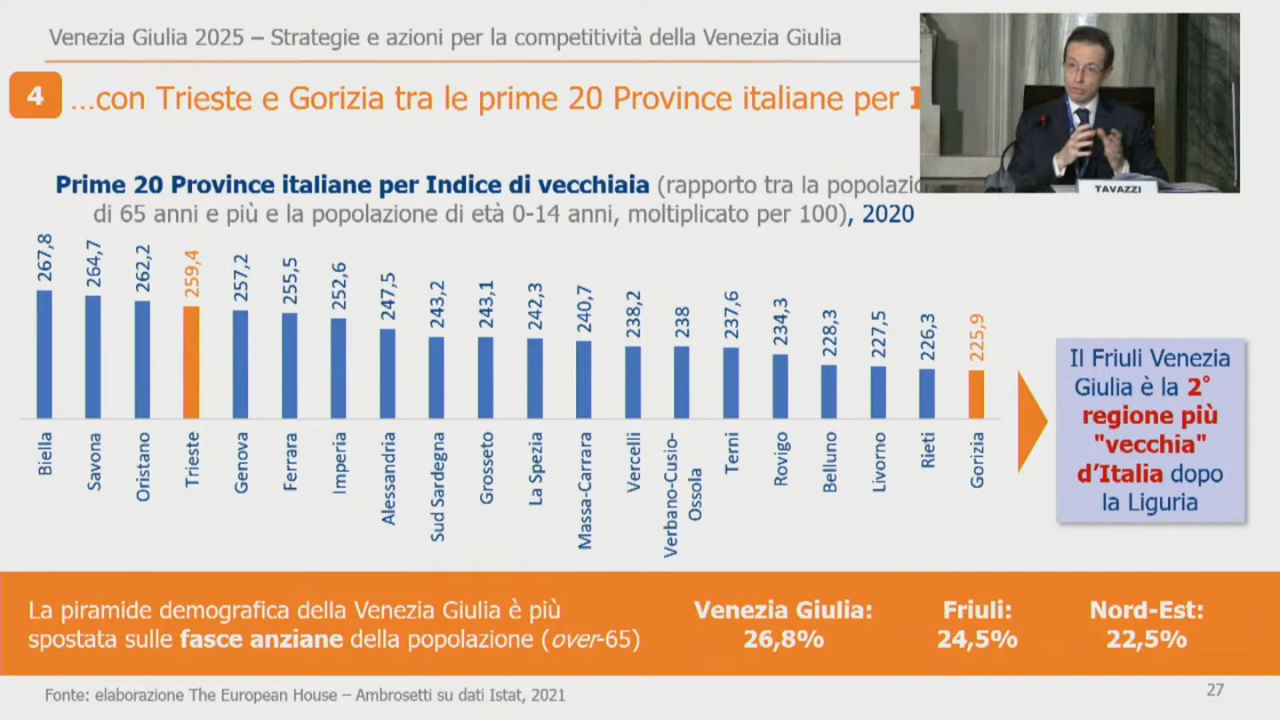 Venezia Giulia 2025 – Strategie e azioni per la competitività della Venezia Giulia
4
...con Trieste e Gorizia tra le prime 20 Province italiane per
TAVAZZI
Prime 20 Province italiane per Indice di vecchiaia (rapporto tra la
di 65 anni e più e la popolazione di età 0-14 anni, moltiplicato per 100), 2020
267,8
264,7
262,2
259,4
257,2
255,5
252,6
247,5
243,2
243,1
242,3
240,7
238,2
238
237,6
234,3
228,3
227,5
226,3
225,9
Biella
Savona
Oristano
Trieste
Genova
Ferrara
Imperia
Alessandria
Sud Sardegna
Grosseto
La Spezia
Massa-Carrara
Vercelli
Verbano-Cusio-
Ossola
Terni
Rovigo
Belluno
Livorno
Rieti
Gorizia
Il Friuli Venezia
Giulia è la 2°
regione più
"vecchia"
d'Italia dopo
la Liguria
La piramide demografica della Venezia Giulia è più
spostata sulle fasce anziane della popolazione (over-65)
Venezia Giulia:
26,8%
Friuli:
24,5%
Nord-Est:
22,5%
Fonte: elaborazione The European House – Ambrosetti su dati Istat, 2021
27